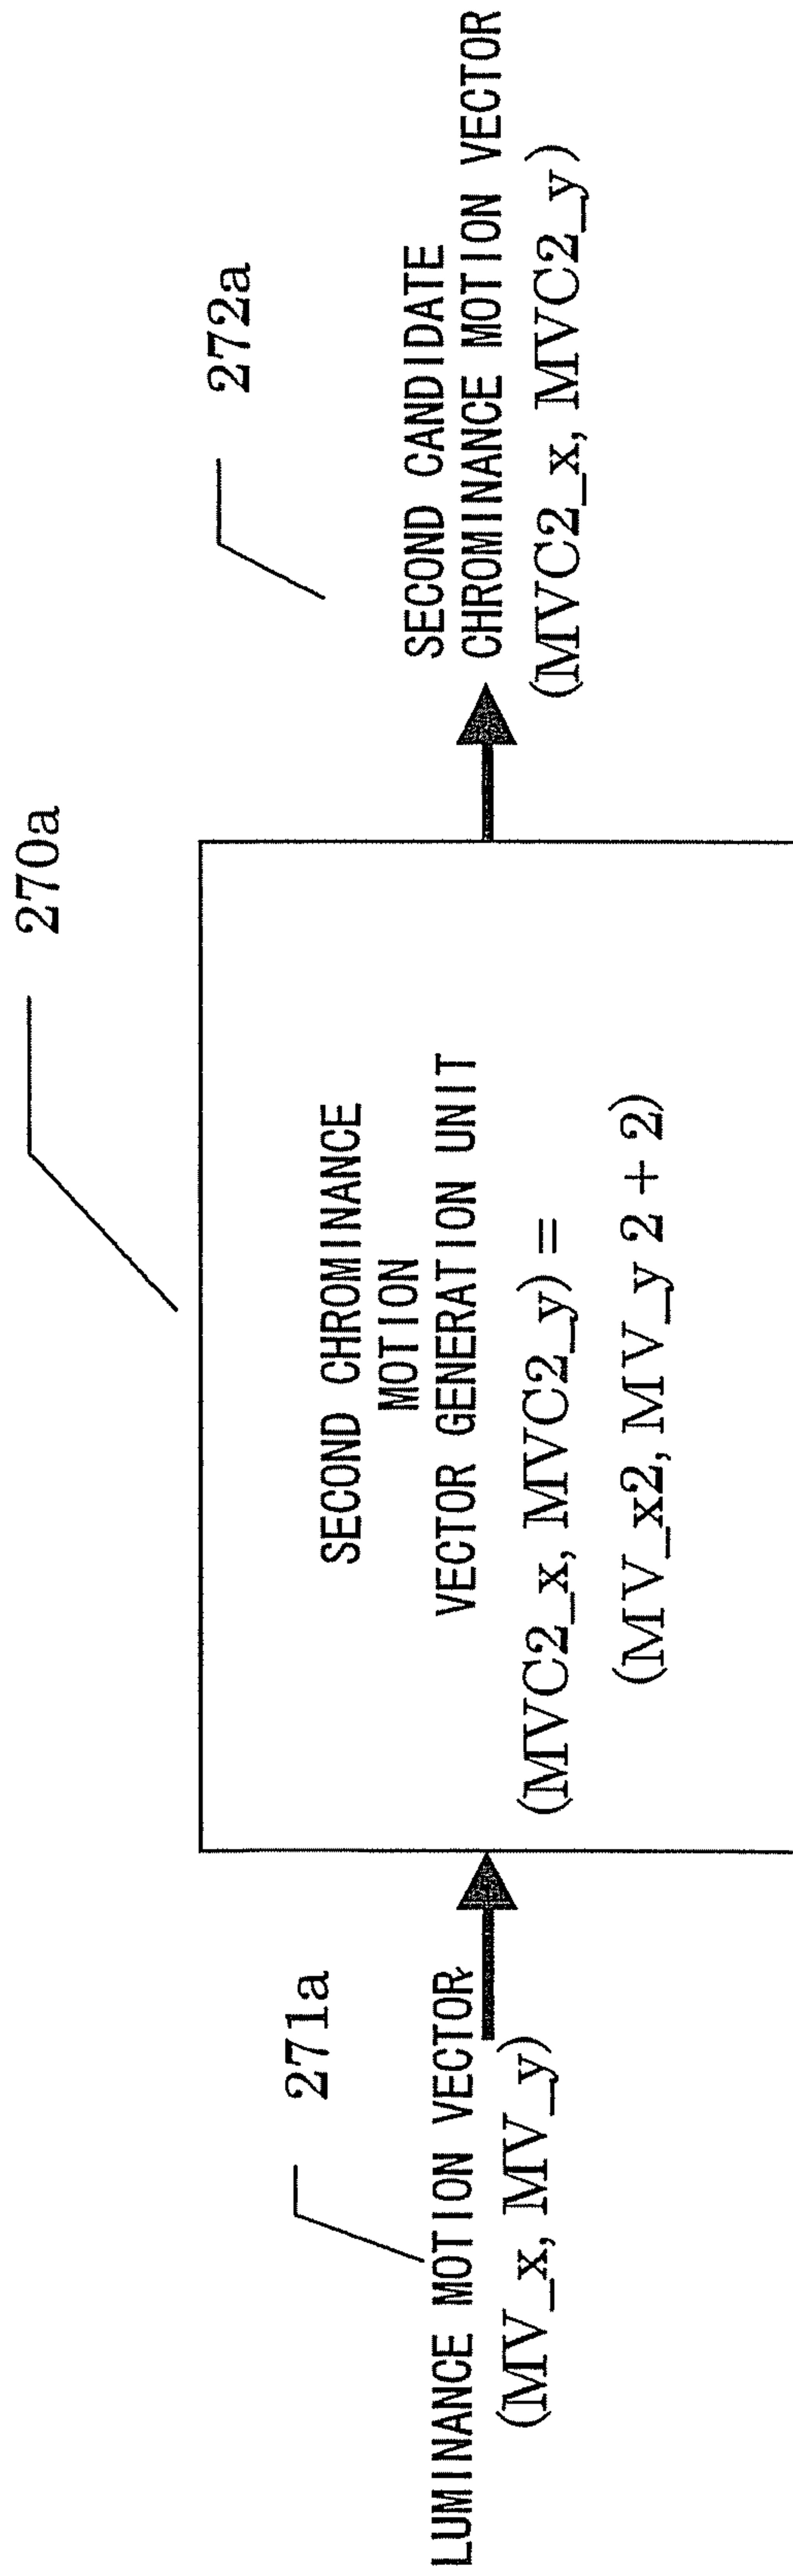 270a
272a
271a
LUMINANCE MOTION VECTOR
(MV_x, MV_y)
SECOND CHROMINANCE
MOTION
VECTOR GENERATION UNIT
(MVC2_x, MVC2_y) =
(MV_x2, MV_y 2 + 2)
SECOND CANDIDATE
CHROMINANCE MOTION VECTOR
(MVC2_x, MVC2_y)